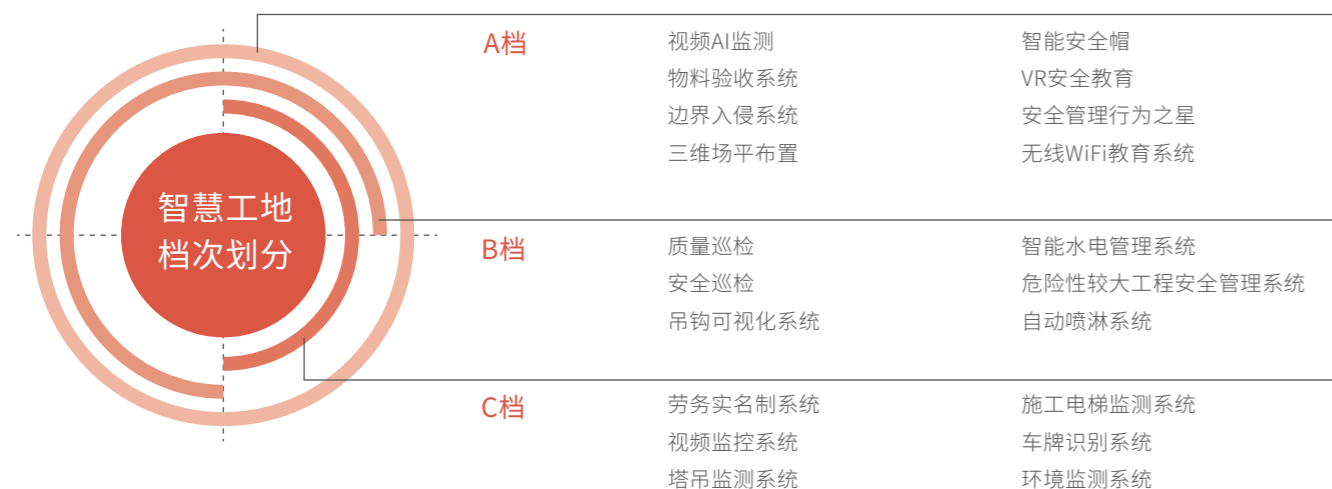 智慧工地
档次划分
A档
视频AI监测
智能安全帽
物料验收系统
VR安全教育
边界入侵系统
安全管理行为之星
三维场平布置
无线WiFi教育系统
B档
质量巡检
智能水电管理系统
安全巡检
危险性较大工程安全管理系统
吊钩可视化系统
自动喷淋系统
C档
劳务实名制系统
施工电梯监测系统
视频监控系统
车牌识别系统
塔吊监测系统
环境监测系统